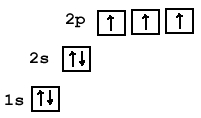 2p ↑ ↑ ↑
2s ↑↓
1s ↑↓